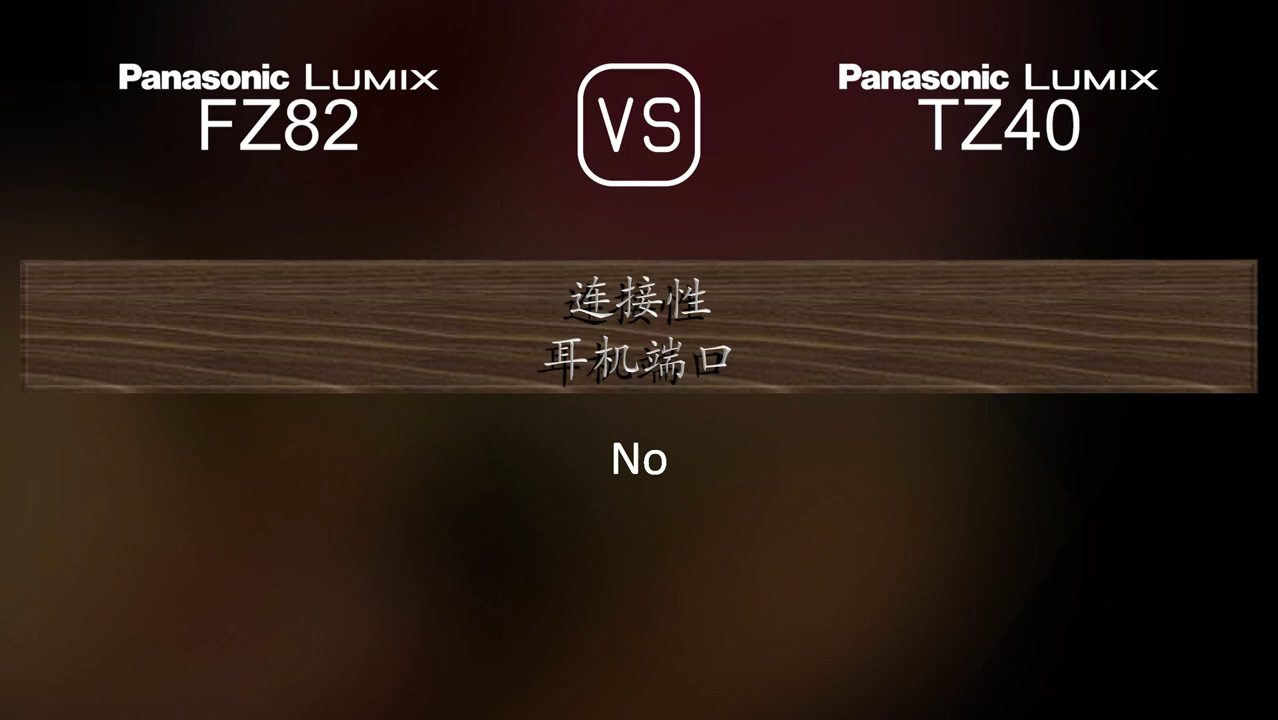 Panasonic LUMIX
FZ82
VS
Panasonic LUMIX
TZ40
连接性
耳机端口
No